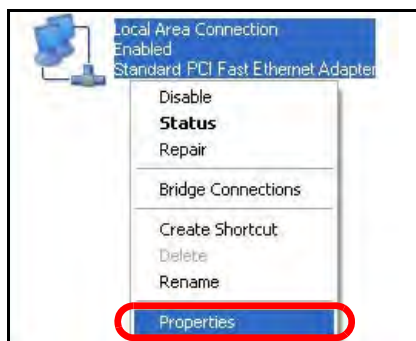 Local Area Connection
Enabled
Standard PCI Fast Ethernet Adapter
Disable
Status
Repair
Bridge Connections
Create Shortcut
Delete
Rename
Properties